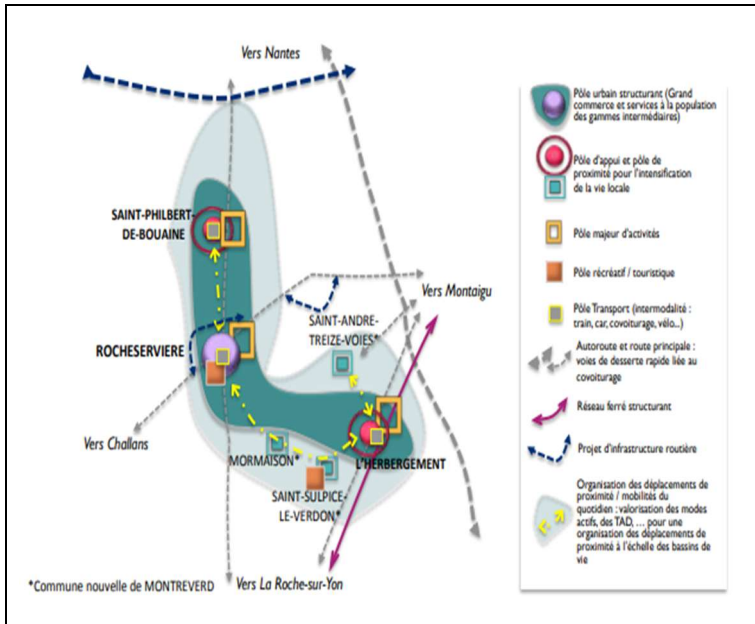 Vers Nantes
SAINT-PHILBERT-
DE-BOUAINE
Vers Montaigu
SAINT-ANDRE-
TREIZE-VOIES*
ROCHESERVIERE
Vers Challans
MORMAISON*
L'HERBERGEMENT
SAINT-SULPICE-
LE-VERDON*
Vers La Roche-sur-Yon
*Commune nouvelle de MONTREVERD
Pôle urbain structurant (Grand
commerce et services à la population
des gammes intermédiaires)
Pôle d'appui et pôle de
proximité pour l'intensification
de la vie locale
Pôle majeur d'activités
Pôle récréatif / touristique
Pôle Transport (intermodalité :
train, car, covoiturage, vélo...)
Autoroute et route principale :
voies de desserte rapide liée au
covoiturage
Réseau ferré structurant
Projet d'infrastructure routière
Organisation des déplacements de
proximité / mobilités du
quotidien : valorisation des modes
actifs, des TAD, ... pour une
organisation des déplacements de
proximité à l'échelle des bassins de
vie